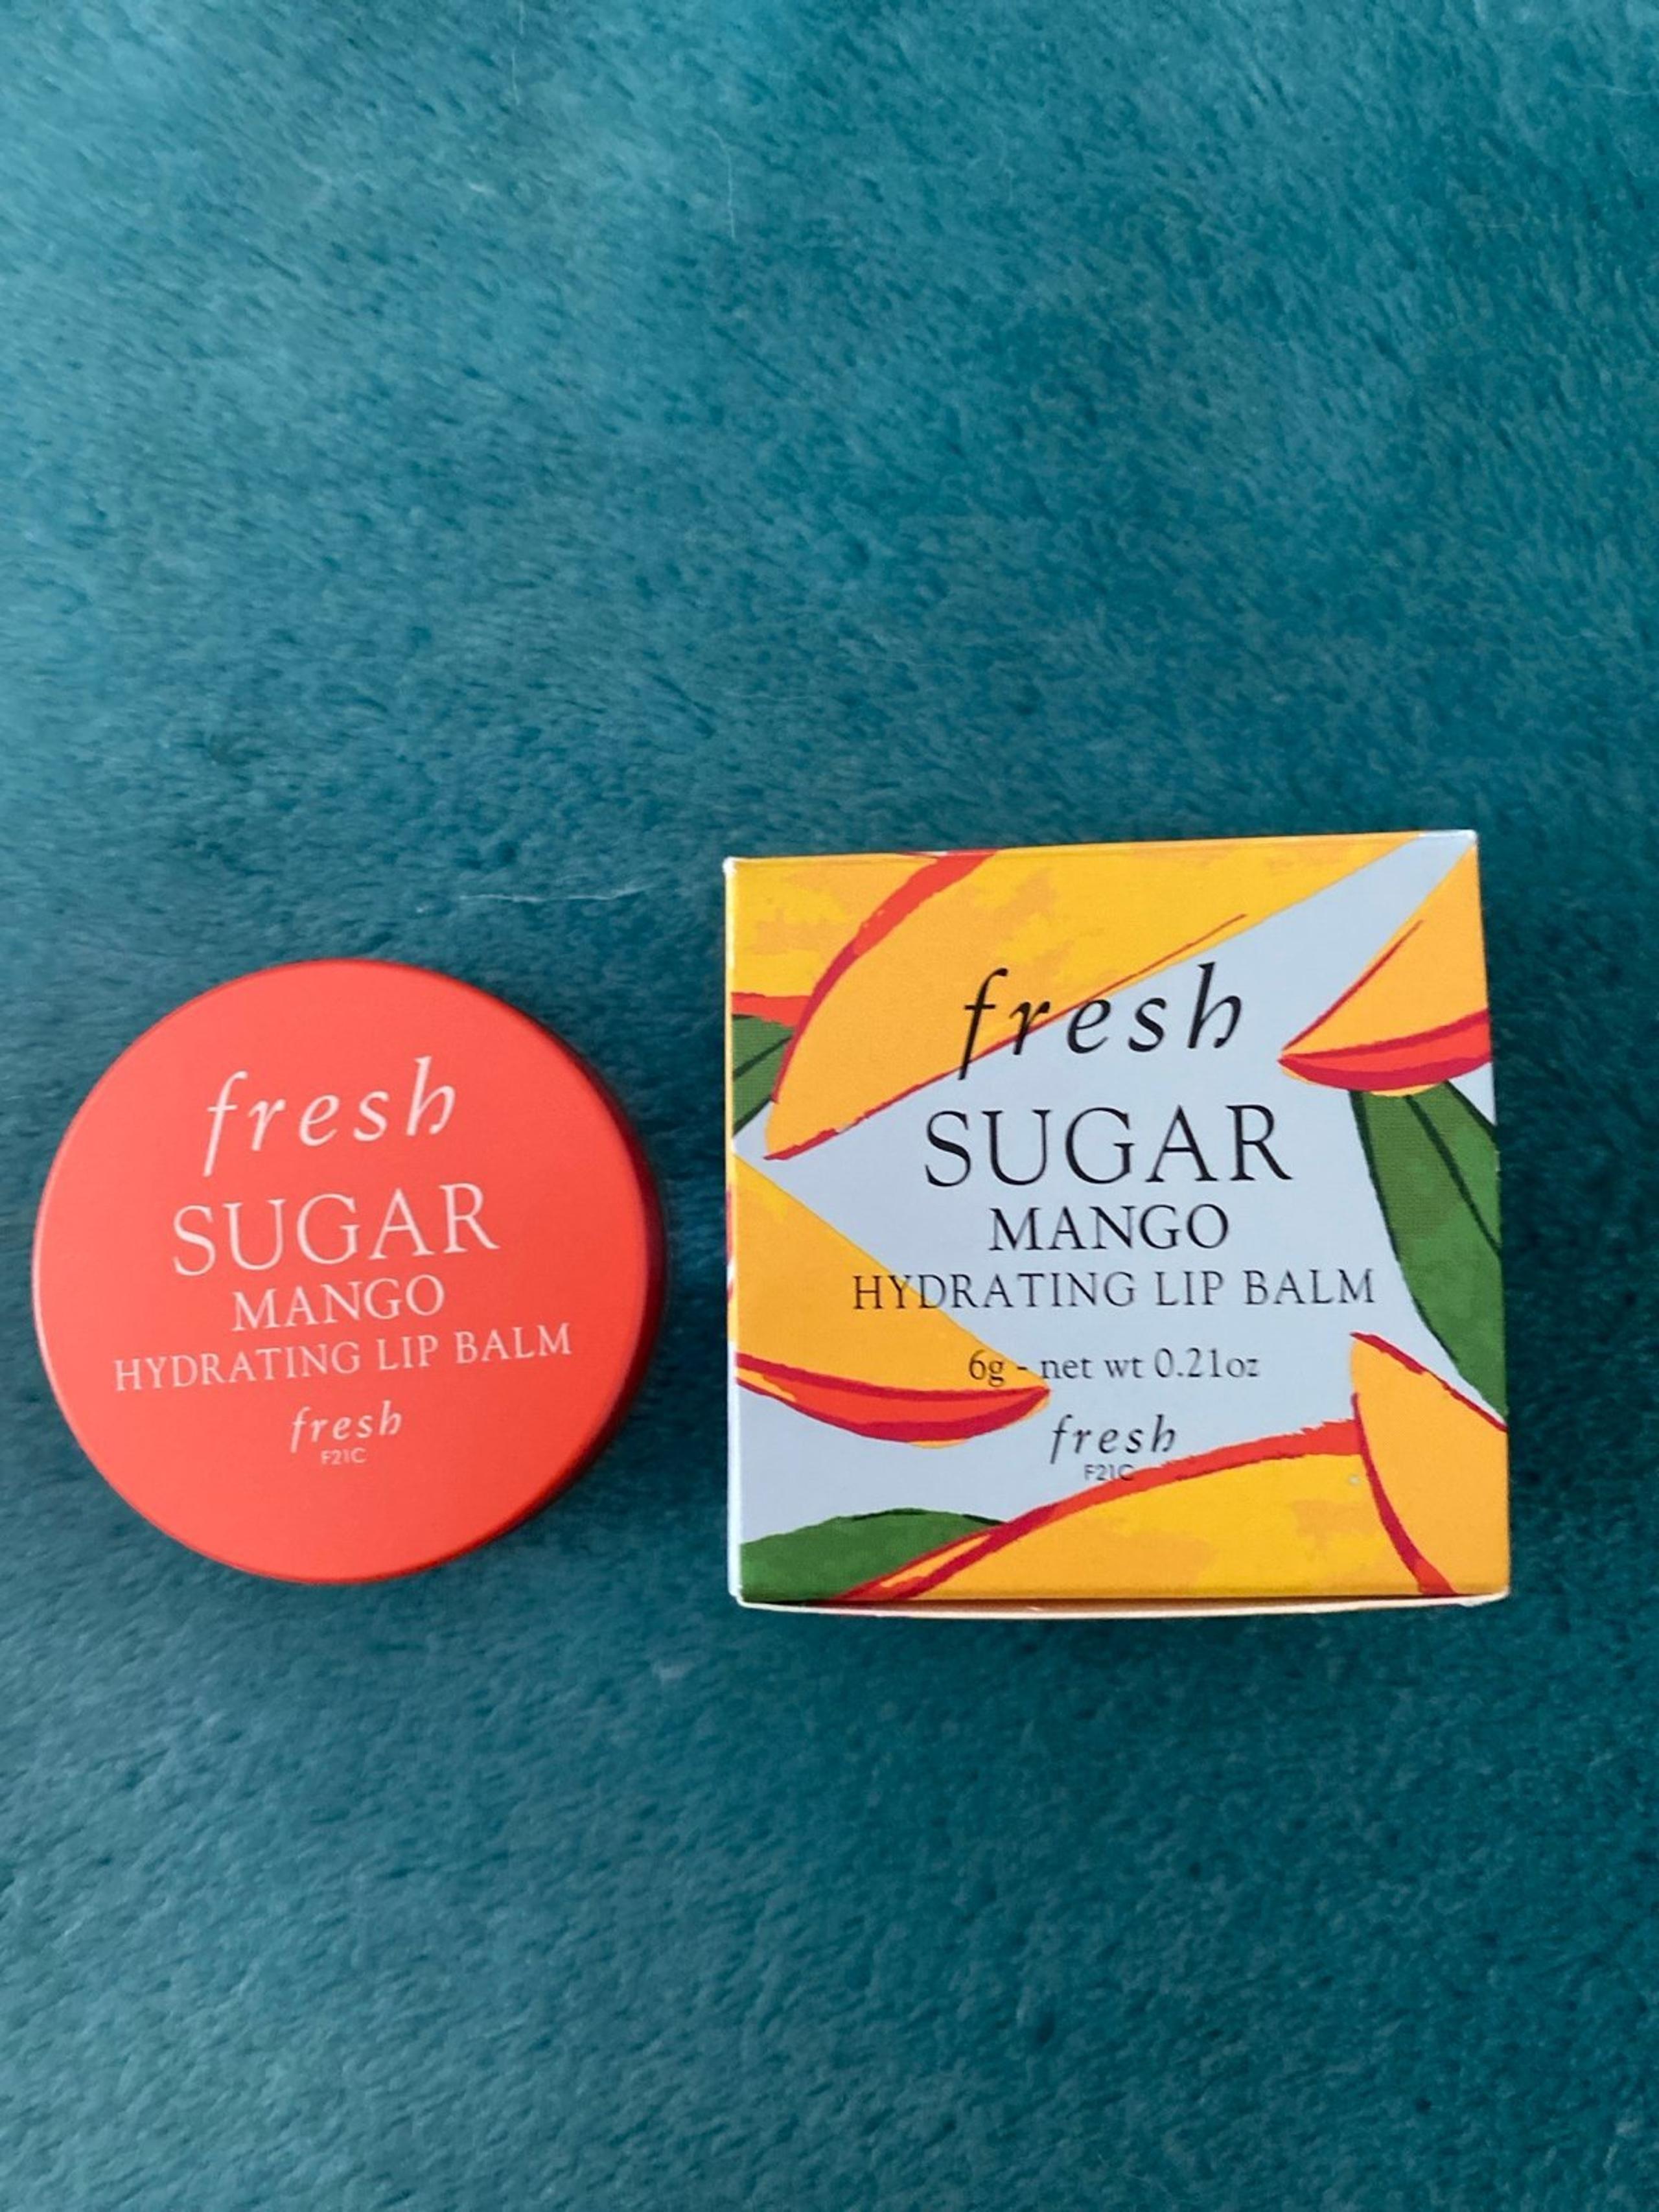 fresh
SUGAR
MANGO
HYDRATING LIP BALM
fresh
F21C
fresh
SUGAR
MANGO
HYDRATING LIP BALM
6g - net wt 0.21oz
fresh
F21C